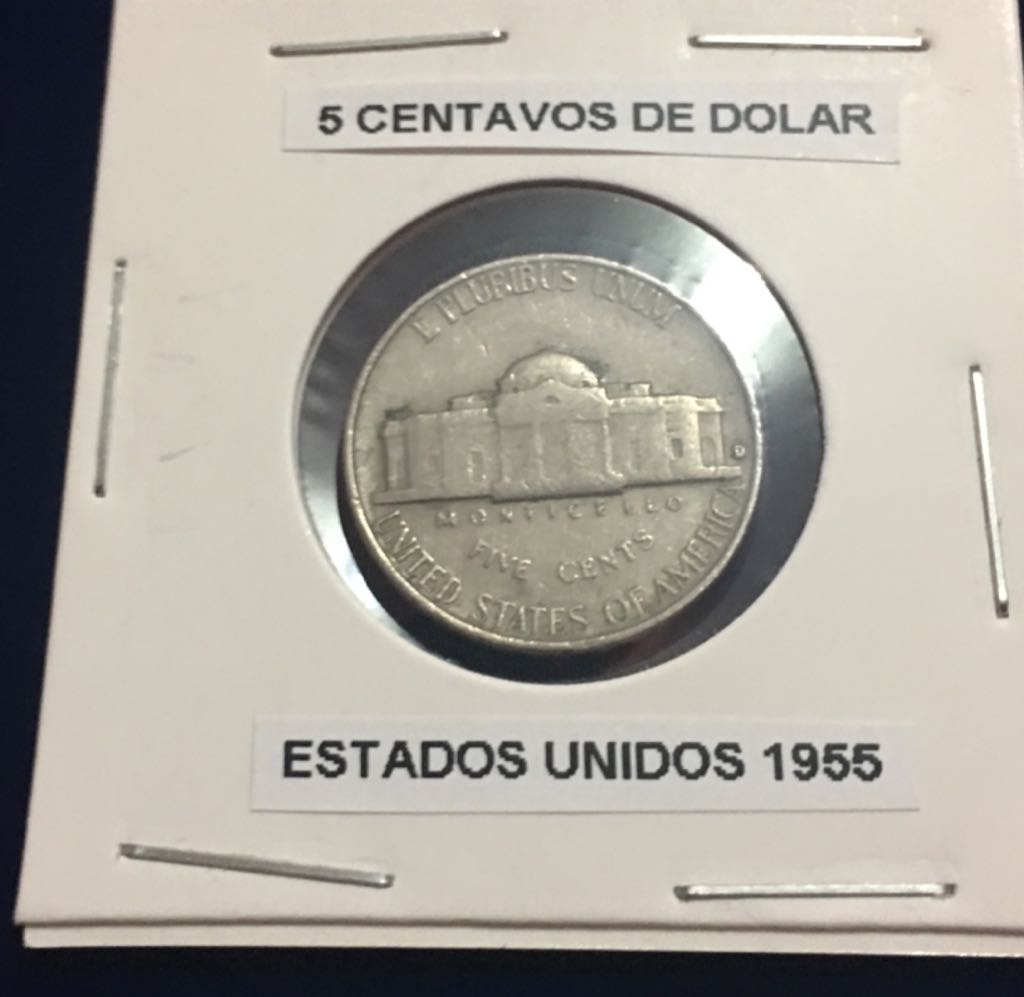 5 CENTAVOS DE DOLAR
E PLURIBUS UNUM
D
MONTICELLO
FIVE CENTS
UNITED STATES OF AMERICA
ESTADOS UNIDOS 1955